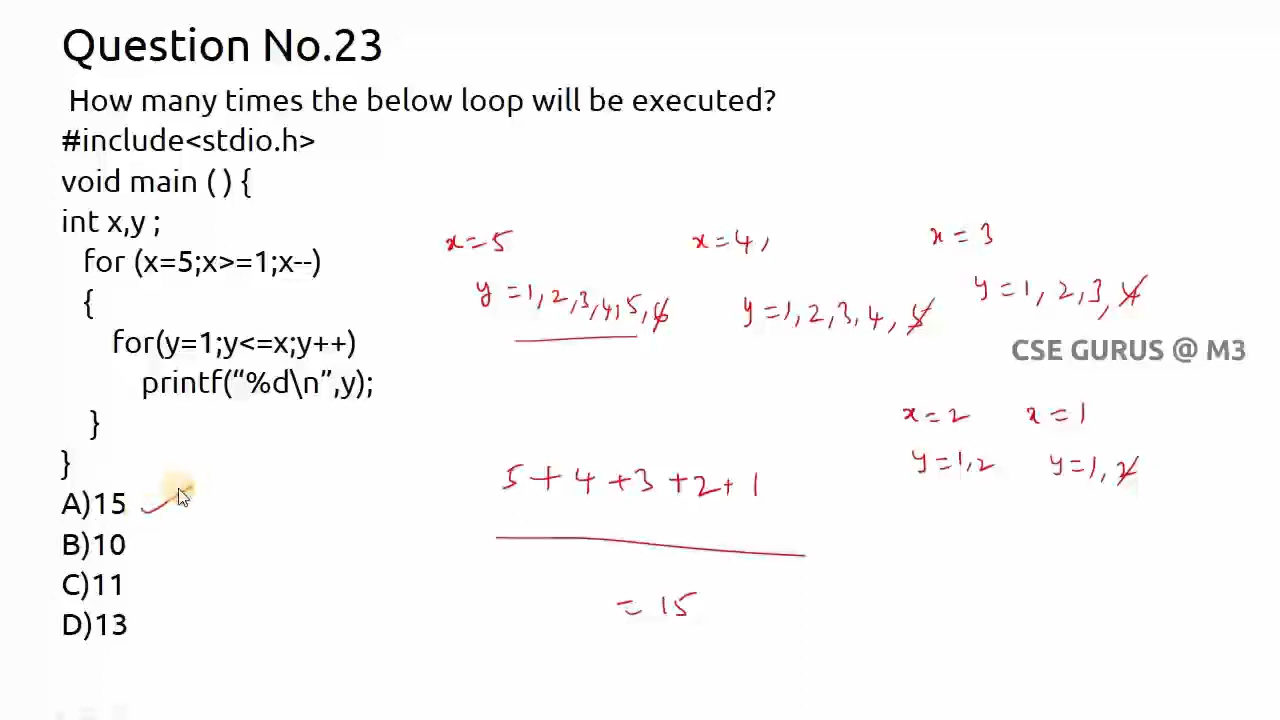 Question No.23
How many times the below loop will be executed?
#include<stdio.h>
void main ( ) {
int x,y ;
for (x=5;x>=1;x--)
{
for(y=1;y<=x;y++)
printf(“%d\n”,y);
}
}
A)15
B)10
C)11
D)13
x=5
y=1,2,3,4,5,6
x=4,
y=1,2,3,4,5
x=3
y=1,2,3,4
CSE GURUS @ M3
x=2
y=1,2
x=1
y=1,2
5+4+3+2+1
=15